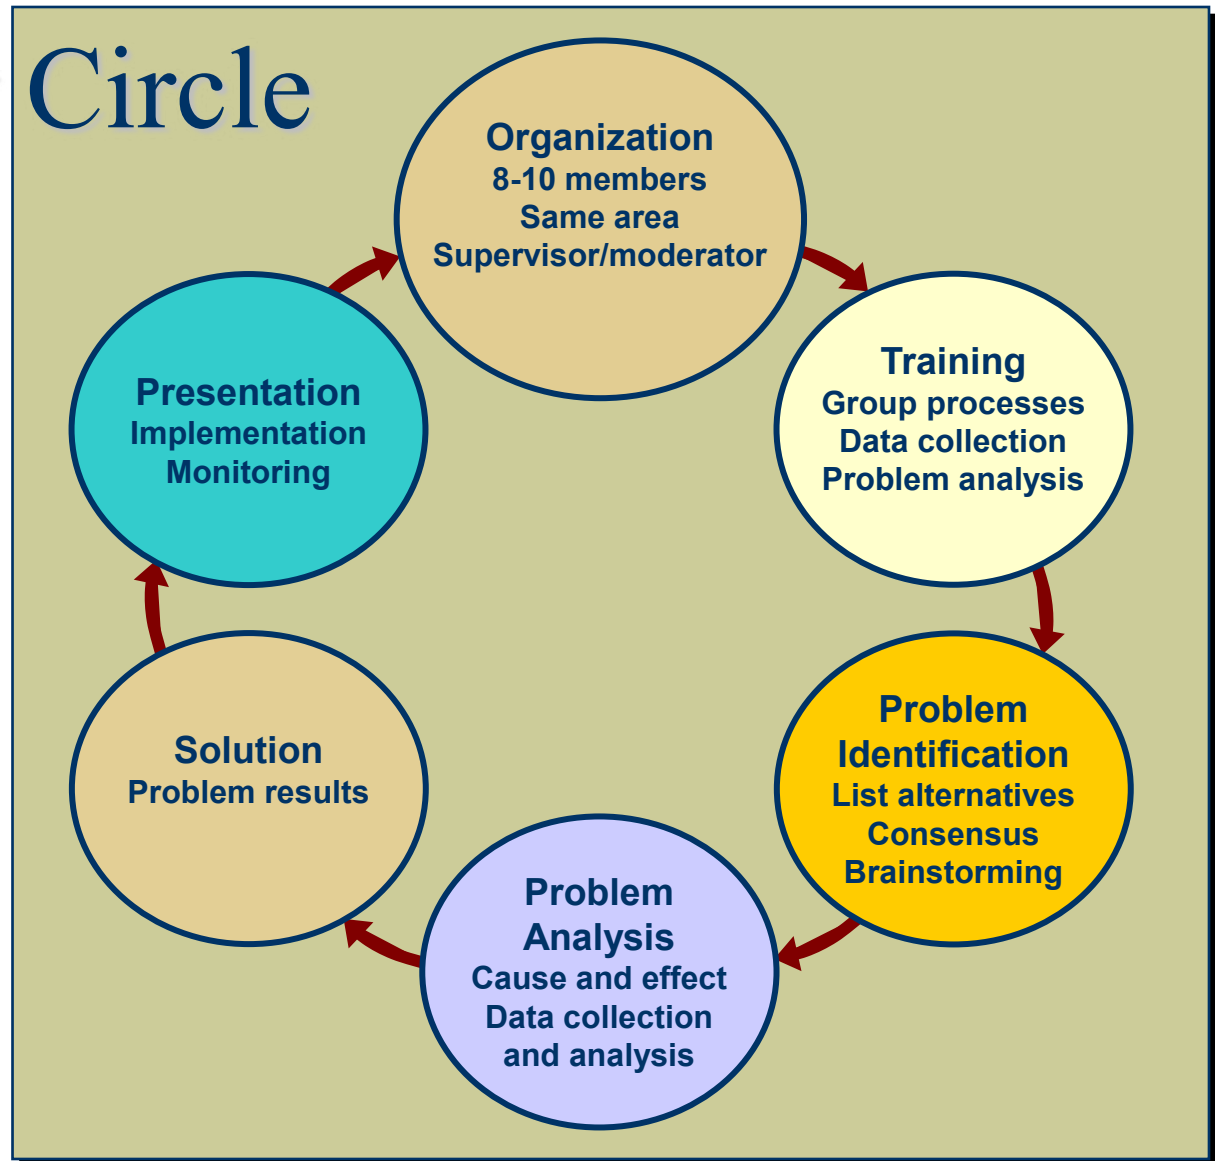 Circle
Organization
8-10 members
Same area
Supervisor/moderator
Training
Group processes
Data collection
Problem analysis
Problem
Identification
List alternatives
Consensus
Brainstorming
Problem
Analysis
Cause and effect
Data collection
and analysis
Solution
Problem results
Presentation
Implementation
Monitoring